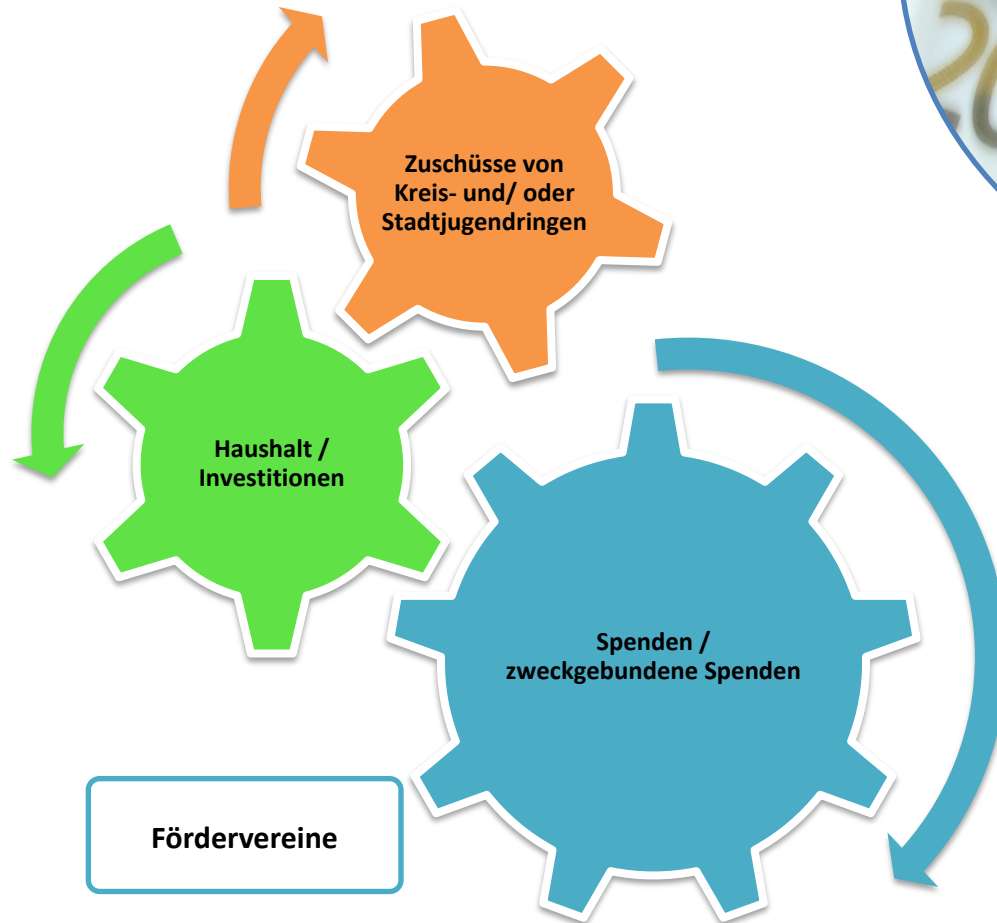 Zuschüsse von
Kreis- und/ oder
Stadtjugendringen
Haushalt /
Investitionen
Spenden /
zweckgebundene Spenden
Fördervereine